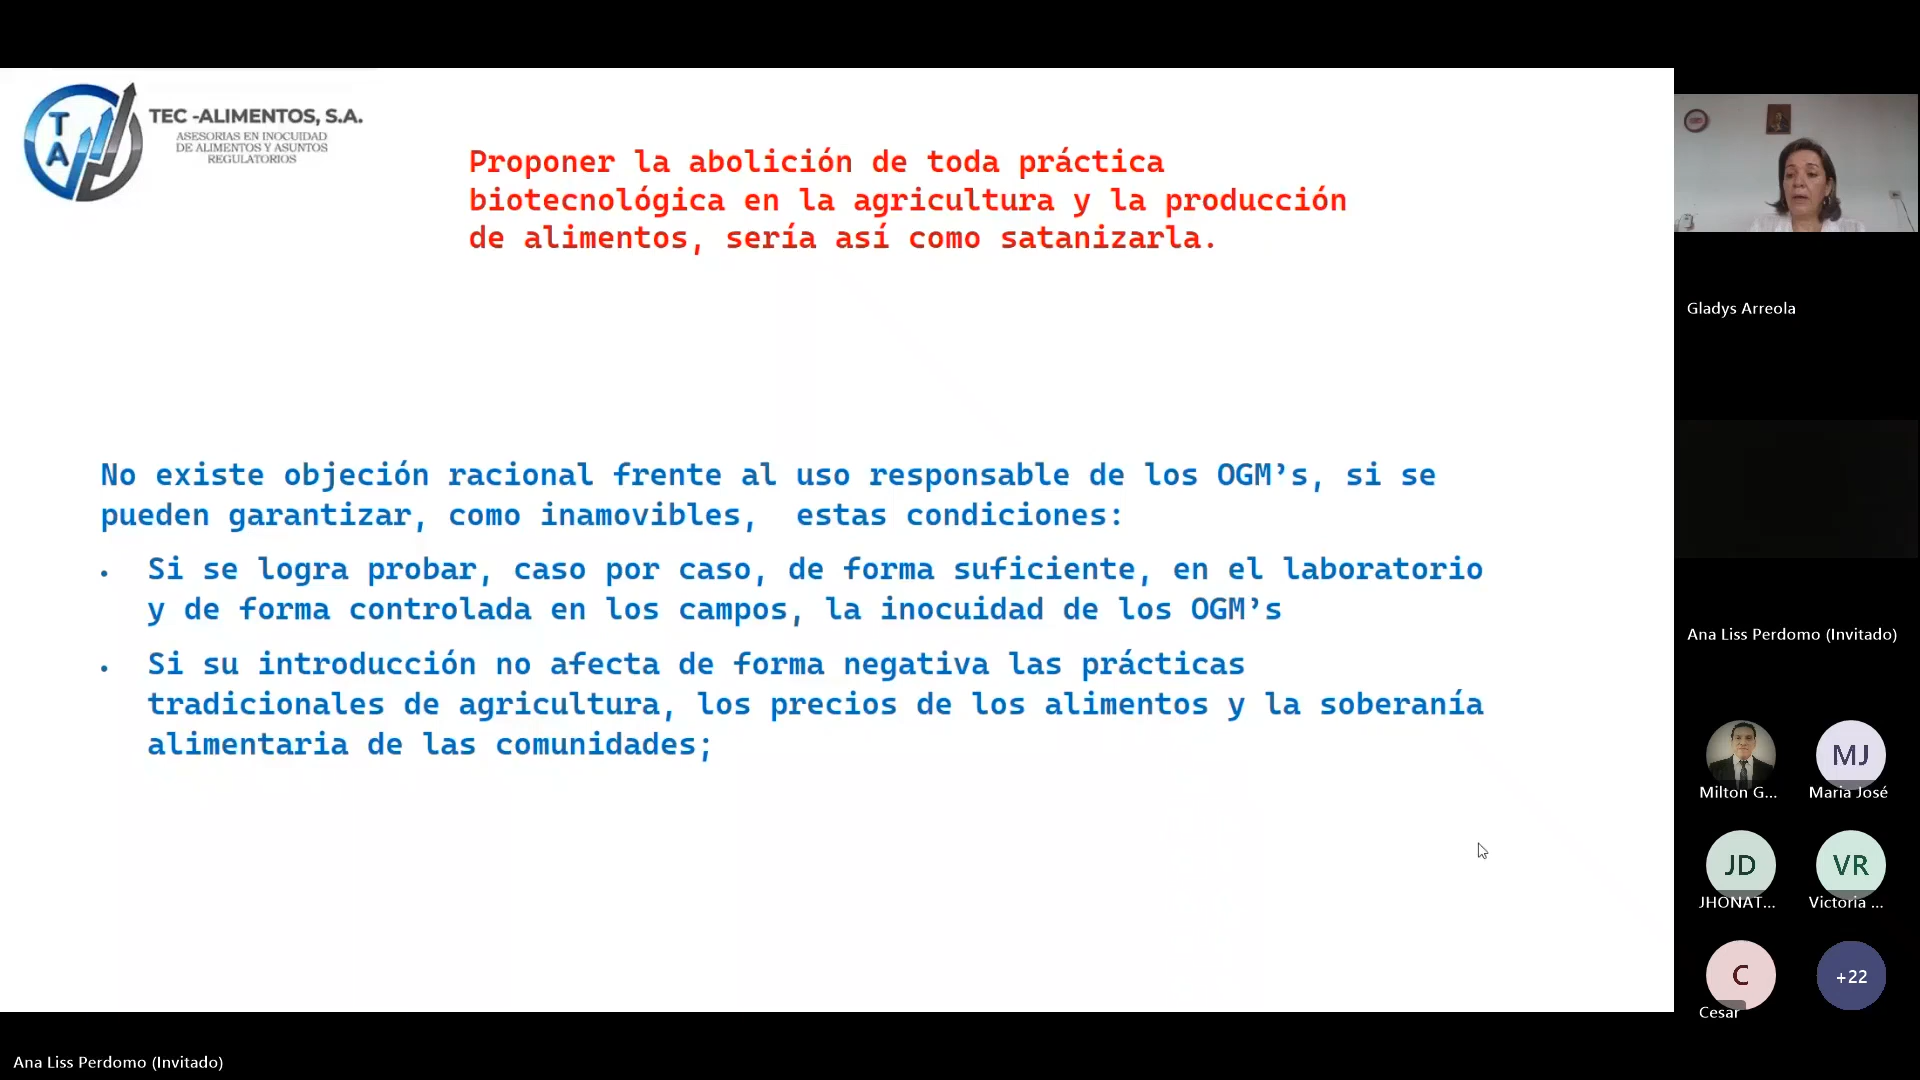 TA
TEC -ALIMENTOS, S.A.
ASESORIAS EN INOCUIDAD
DE ALIMENTOS Y ASUNTOS
REGULATORIOS
Proponer la abolición de toda práctica
biotecnológica en la agricultura y la producción
de alimentos, sería así como satanizarla.
No existe objeción racional frente al uso responsable de los OGM’s, si se
pueden garantizar, como inamovibles, estas condiciones:
• Si se logra probar, caso por caso, de forma suficiente, en el laboratorio
y de forma controlada en los campos, la inocuidad de los OGM’s
• Si su introducción no afecta de forma negativa las prácticas
tradicionales de agricultura, los precios de los alimentos y la soberanía
alimentaria de las comunidades;
Gladys Arreola
Ana Liss Perdomo (Invitado)
Milton G...
MJ
Maria José
JD
JHONAT...
VR
Victoria ...
C
Cesar
+22
Ana Liss Perdomo (Invitado)